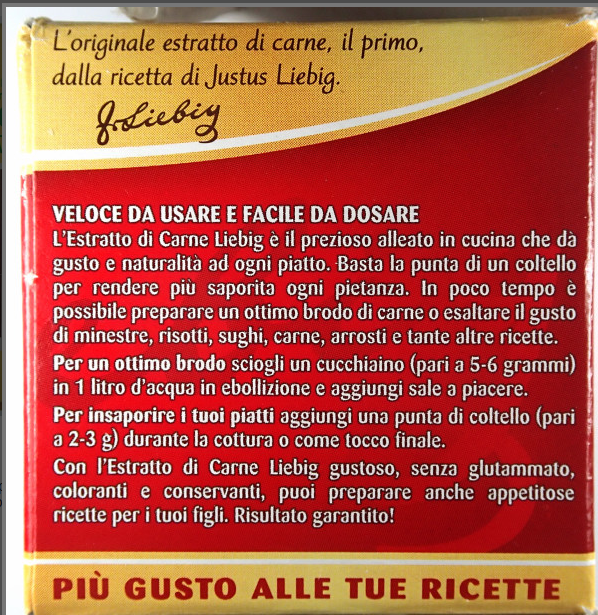 L'originale estratto di carne, il primo,
dalla ricetta di Justus Liebig.
J. Liebig
VELOCE DA USARE E FACILE DA DOSARE
L'Estratto di Carne Liebig è il prezioso alleato in cucina che dà
gusto e naturalità ad ogni piatto. Basta la punta di un coltello
per rendere più saporita ogni pietanza. In poco tempo è
possibile preparare un ottimo brodo di carne o esaltare il gusto
di minestre, risotti, sughi, carne, arrosti e tante altre ricette.
Per un ottimo brodo sciogli un cucchiaino (pari a 5-6 grammi)
in 1 litro d'acqua in ebollizione e aggiungi sale a piacere.
Per insaporire i tuoi piatti aggiungi una punta di coltello (pari
a 2-3 g) durante la cottura o come tocco finale.
Con l'Estratto di Carne Liebig gustoso, senza glutammato,
coloranti e conservanti, puoi preparare anche appetitose
ricette per i tuoi figli. Risultato garantito!
PIÙ GUSTO ALLE TUE RICETTE